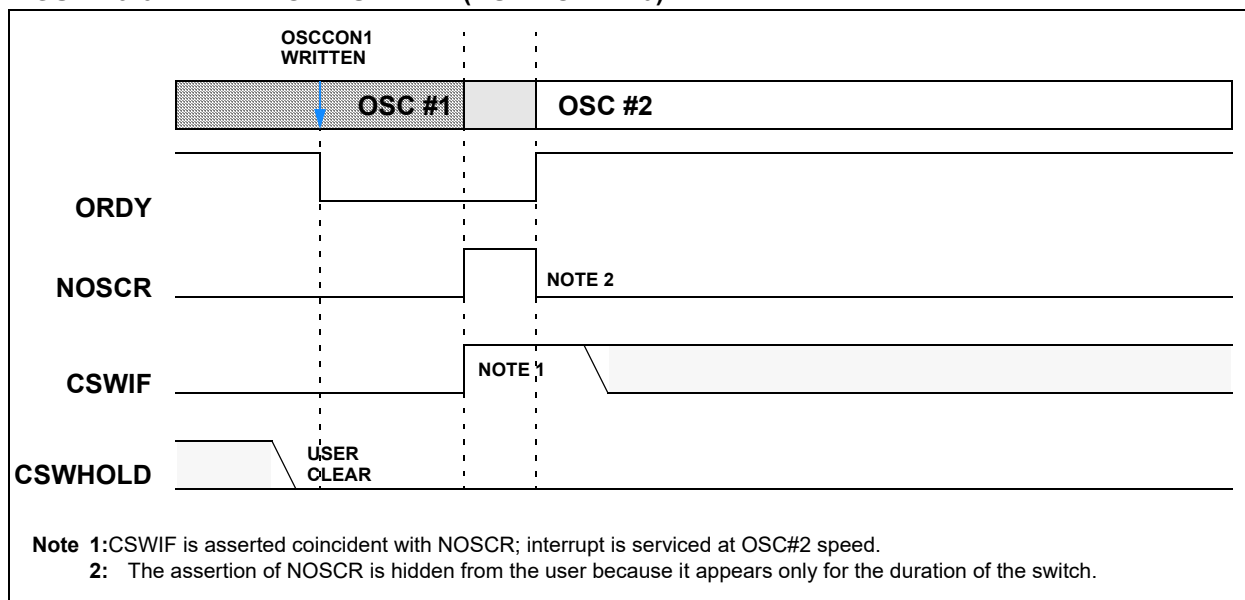 OSCCON1
WRITTEN
OSC #1
OSC #2
ORDY
NOSCR
NOTE 2
CSWIF
NOTE 1
CSWHOLD
USER
CLEAR
Note 1:CSWIF is asserted coincident with NOSCR; interrupt is serviced at OSC#2 speed.
2: The assertion of NOSCR is hidden from the user because it appears only for the duration of the switch.